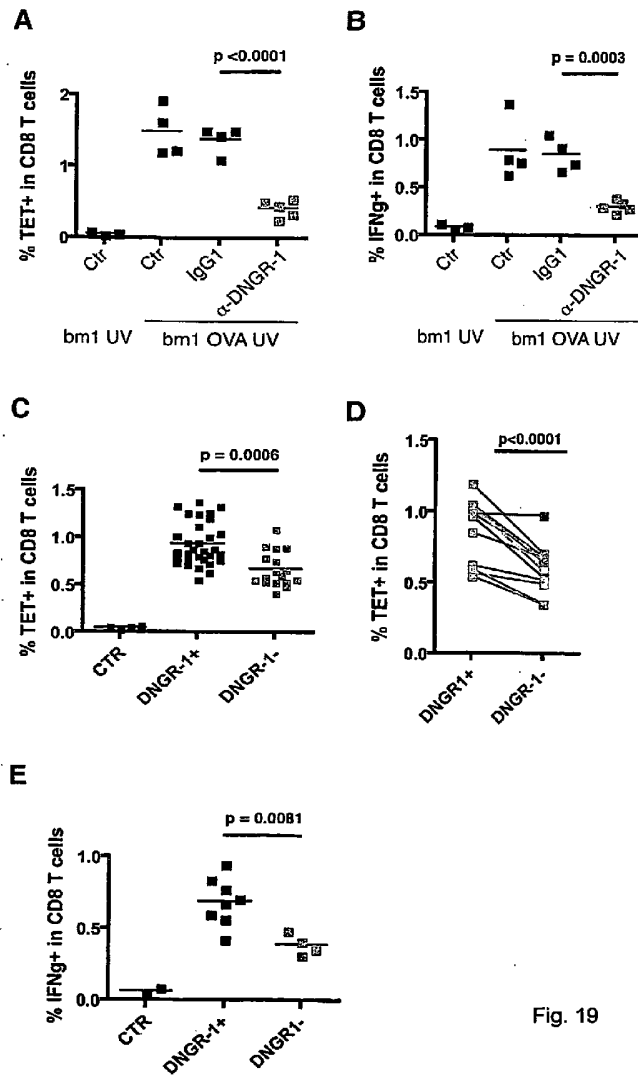 A
p <0.0001
% TET+ in CD8 T cells
2
1
0
Ctr
Ctr
IgG1
α-DNGR-1
bm1 UV
bm1 OVA UV
B
p = 0.0003
% IFNg+ in CD8 T cells
1.5
1.0
0.5
0.0
Ctr
Ctr
IgG1
α-DNGR-1
bm1 UV
bm1 OVA UV
C
p = 0.0006
% TET+ in CD8 T cells
1.5
1.0
0.5
0.0
CTR
DNGR-1+
DNGR-1-
D
p<0.0001
% TET+ in CD8 T cells
1.5
1.0
0.5
0.0
DNGR1+
DNGR-1-
E
p = 0.0081
% IFNg+ in CD8 T cells
1.0
0.5
0.0
CTR
DNGR-1+
DNGR1-
Fig. 19